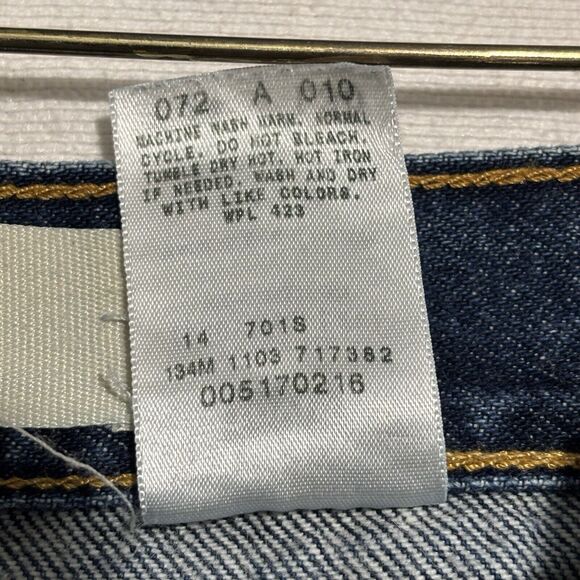 072 A 010
MACHINE WASH WARM, NORMAL
CYCLE. DO NOT BLEACH.
TUMBLE DRY HOT, HOT IRON
IF NEEDED. WASH AND DRY
WITH LIKE COLORS.
WPL 423
14 701S
134M 1103 717382
005170216